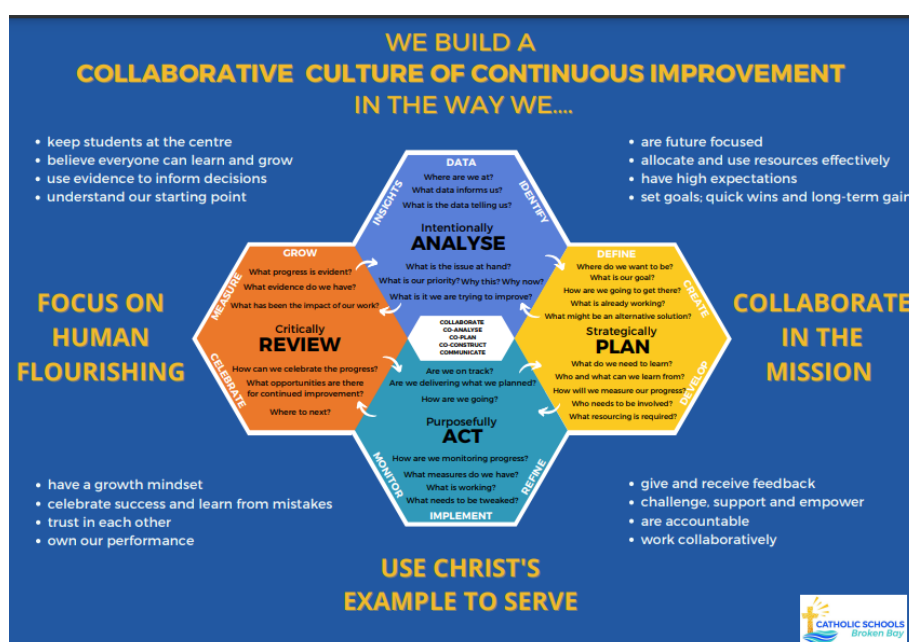 WE BUILD A
COLLABORATIVE CULTURE OF CONTINUOUS IMPROVEMENT
IN THE WAY WE....
• keep students at the centre
• believe everyone can learn and grow
• use evidence to inform decisions
• understand our starting point
• are future focused
• allocate and use resources effectively
• have high expectations
• set goals; quick wins and long-term gain
FOCUS ON
HUMAN
FLOURISHING
INSIGHTS
DATA
IDENTIFY
Where are we at?
What data informs us?
What is the data telling us?
Intentionally
ANALYSE
What is the issue at hand?
What is our priority? Why this? Why now?
What is it we are trying to improve?
MEASURE
GROW
What progress is evident?
What evidence do we have?
What has been the impact of our work?
Critically
REVIEW
How can we celebrate the progress?
What opportunities are there
for continued improvement?
Where to next?
CELEBRATE
COLLABORATE
CO-ANALYSE
CO-PLAN
CO-CONSTRUCT
COMMUNICATE
DEFINE
CREATE
Where do we want to be?
What is our goal?
How are we going to get there?
What is already working?
What might be an alternative solution?
Strategically
PLAN
What do we need to learn?
Who and what can we learn from?
How will we measure our progress?
Who needs to be involved?
What resourcing is required?
DEVELOP
Are we on track?
Are we delivering what we planned?
How are we going?
Purposefully
ACT
How are we monitoring progress?
What measures do we have?
What is working?
What needs to be tweaked?
MONITOR
IMPLEMENT
REFINE
COLLABORATE
IN THE
MISSION
• have a growth mindset
• celebrate success and learn from mistakes
• trust in each other
• own our performance
• give and receive feedback
• challenge, support and empower
• are accountable
• work collaboratively
USE CHRIST'S
EXAMPLE TO SERVE
CATHOLIC SCHOOLS
Broken Bay